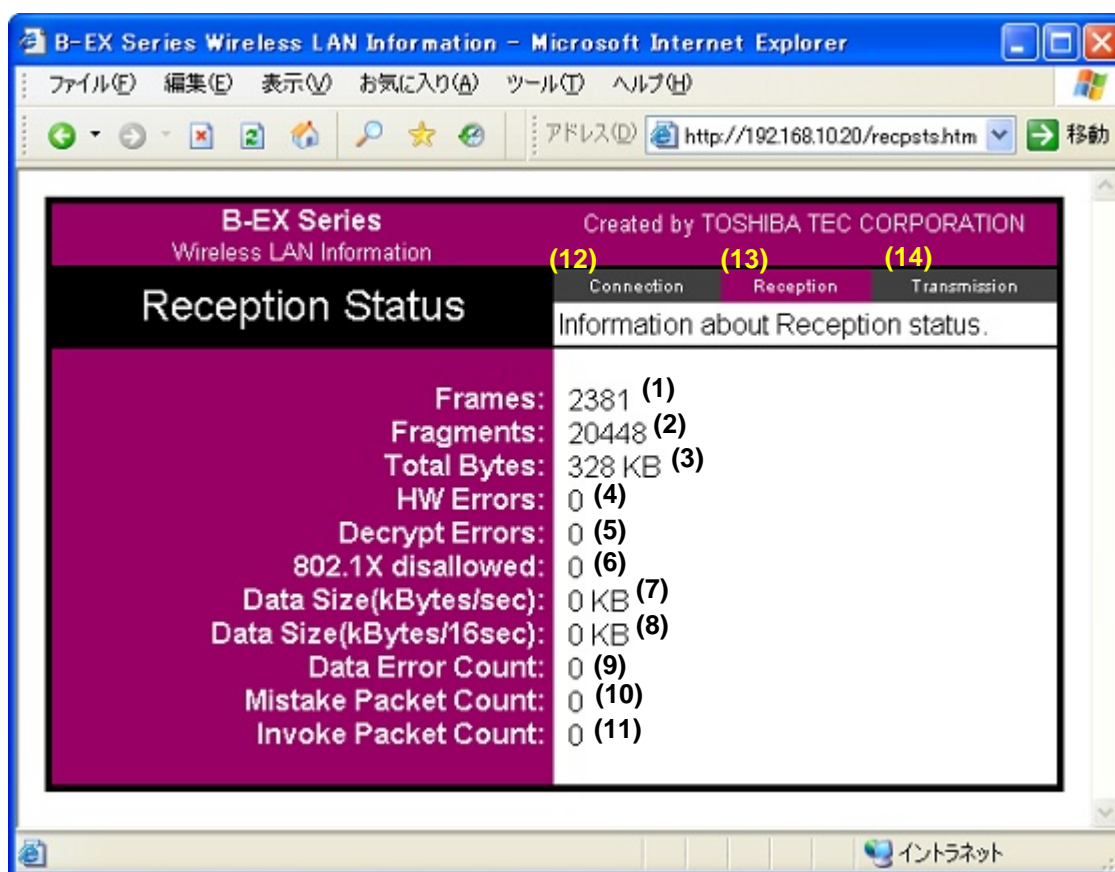 B-EX Series Wireless LAN Information - Microsoft Internet Explorer
ファイル(F) 編集(E) 表示(V) お気に入り(A) ツール(T) ヘルプ(H)
アドレス(D) http://192.168.10.20/recpsts.htm 移動
B-EX Series
Wireless LAN Information
Created by TOSHIBA TEC CORPORATION
(12) (13) (14)
Connection Reception Transmission
Reception Status
Information about Reception status.
Frames: 2381 (1)
Fragments: 20448 (2)
Total Bytes: 328 KB (3)
HW Errors: 0 (4)
Decrypt Errors: 0 (5)
802.1X disallowed: 0 (6)
Data Size(kBytes/sec): 0 KB (7)
Data Size(kBytes/16sec): 0 KB (8)
Data Error Count: 0 (9)
Mistake Packet Count: 0 (10)
Invoke Packet Count: 0 (11)
イントラネット